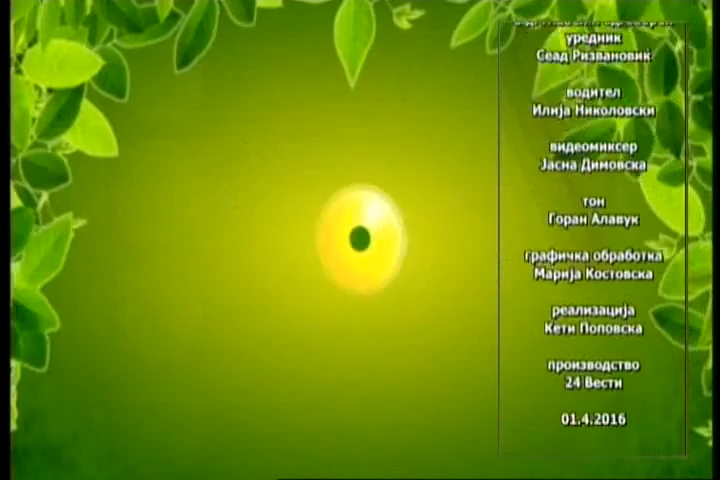 уредник
Сеад Ризвановиќ
водител
Илија Николовски
видеомиксер
Јасна Димовска
тон
Горан Алавук
графичка обработка
Марија Костовска
реализација
Кети Поповска
производство
24 Вести
01.4.2016